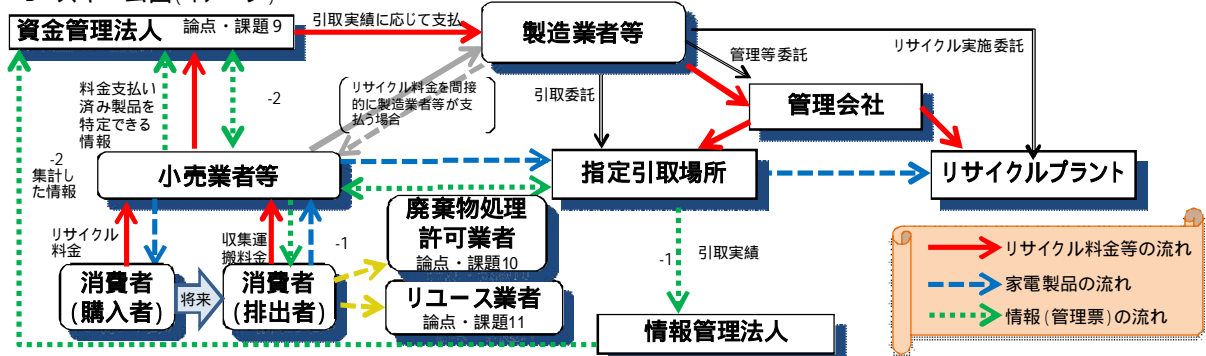 資金管理法人 論点・課題9
引取実績に応じて支払
製造業者等
リサイクル実施委託
管理等委託
料金支払い
済み製品を
特定できる
情報
-2
リサイクル料金を間接
的に製造業者等が支
払う場合
引取委託
管理会社
-2
集計し
た情報
小売業者等
指定引取場所
リサイクルプラント
リサイクル
料金
収集運
搬料金
-1
廃棄物処理
許可業者
論点・課題10
-1
引取実績
消費者
(購入者)
将来
消費者
(排出者)
リユース業者
論点・課題11
情報管理法人
リサイクル料金等の流れ
家電製品の流れ
情報(管理票)の流れ